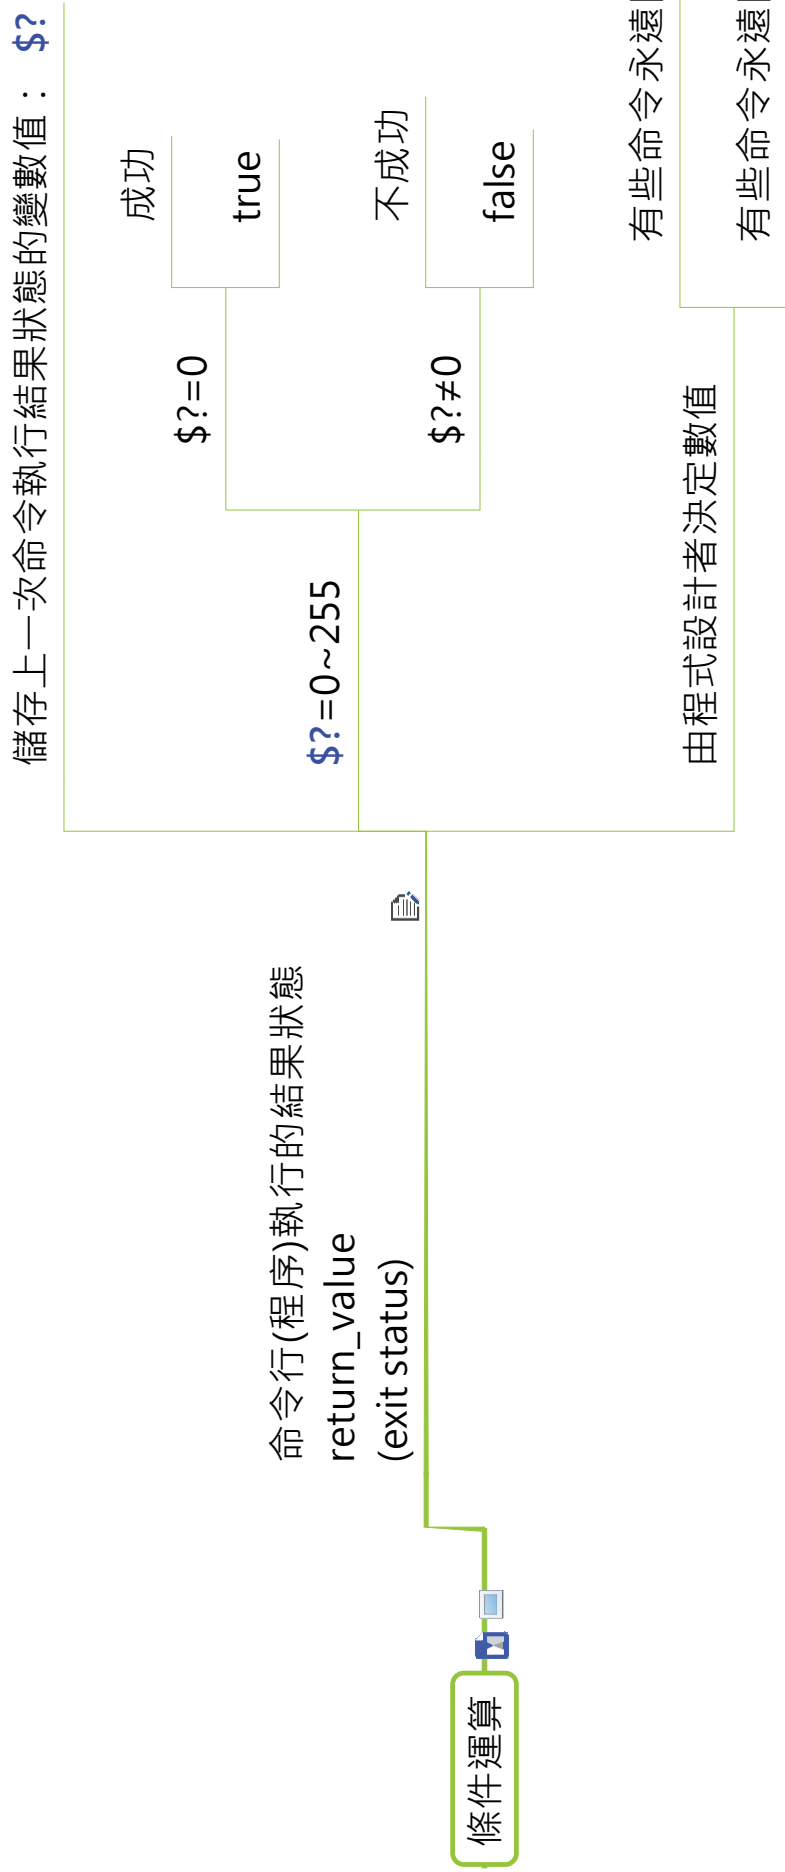 條件運算
命令行(程序)執行的結果狀態
return_value
(exit status)
儲存上一次命令執行結果狀態的變數值： $?
$?=0~255
$?=0
成功
true
$?≠0
不成功
false
由程式設計者決定數值
有些命令永遠
有些命令永遠